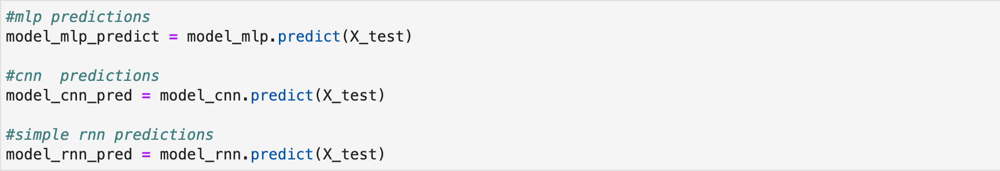 #mlp predictions
model_mlp_predict = model_mlp.predict(X_test)
#cnn  predictions
model_cnn_pred = model_cnn.predict(X_test)
#simple rnn predictions
model_rnn_pred = model_rnn.predict(X_test)